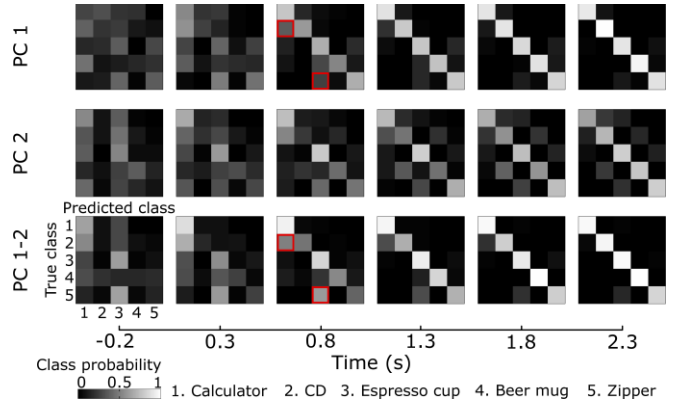 PC 1
PC 2
PC 1-2
Predicted class
True class
1
2
3
4
5
1 2 3 4 5
-0.2 0.3 0.8 1.3 1.8 2.3
Time (s)
Class probability
0 0.5 1
1. Calculator 2. CD 3. Espresso cup 4. Beer mug 5. Zipper